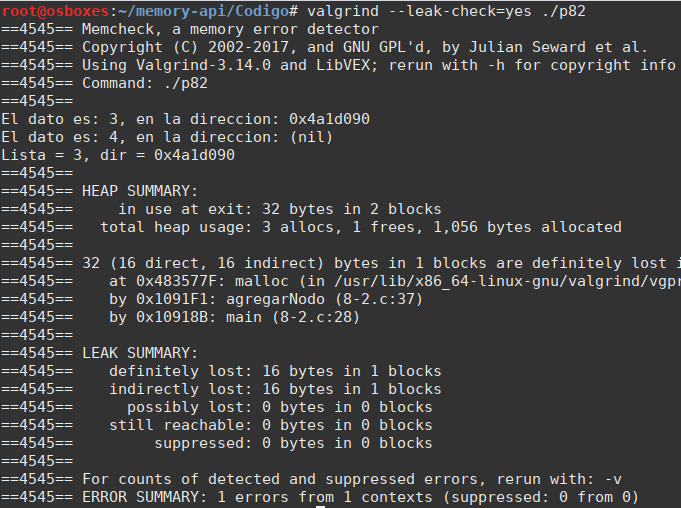 root@osboxes:~/memory-api/Codigo# valgrind --leak-check=yes ./p82
==4545== Memcheck, a memory error detector
==4545== Copyright (C) 2002-2017, and GNU GPL'd, by Julian Seward et al.
==4545== Using Valgrind-3.14.0 and LibVEX; rerun with -h for copyright info
==4545== Command: ./p82
==4545==
El dato es: 3, en la direccion: 0x4a1d090
El dato es: 4, en la direccion: (nil)
Lista = 3, dir = 0x4a1d090
==4545==
==4545== HEAP SUMMARY:
==4545==     in use at exit: 32 bytes in 2 blocks
==4545==   total heap usage: 3 allocs, 1 frees, 1,056 bytes allocated
==4545==
==4545== 32 (16 direct, 16 indirect) bytes in 1 blocks are definitely lost i
==4545==    at 0x483577F: malloc (in /usr/lib/x86_64-linux-gnu/valgrind/vgpr
==4545==    by 0x1091F1: agregarNodo (8-2.c:37)
==4545==    by 0x10918B: main (8-2.c:28)
==4545==
==4545== LEAK SUMMARY:
==4545==    definitely lost: 16 bytes in 1 blocks
==4545==    indirectly lost: 16 bytes in 1 blocks
==4545==      possibly lost: 0 bytes in 0 blocks
==4545==    still reachable: 0 bytes in 0 blocks
==4545==         suppressed: 0 bytes in 0 blocks
==4545==
==4545== For counts of detected and suppressed errors, rerun with: -v
==4545== ERROR SUMMARY: 1 errors from 1 contexts (suppressed: 0 from 0)